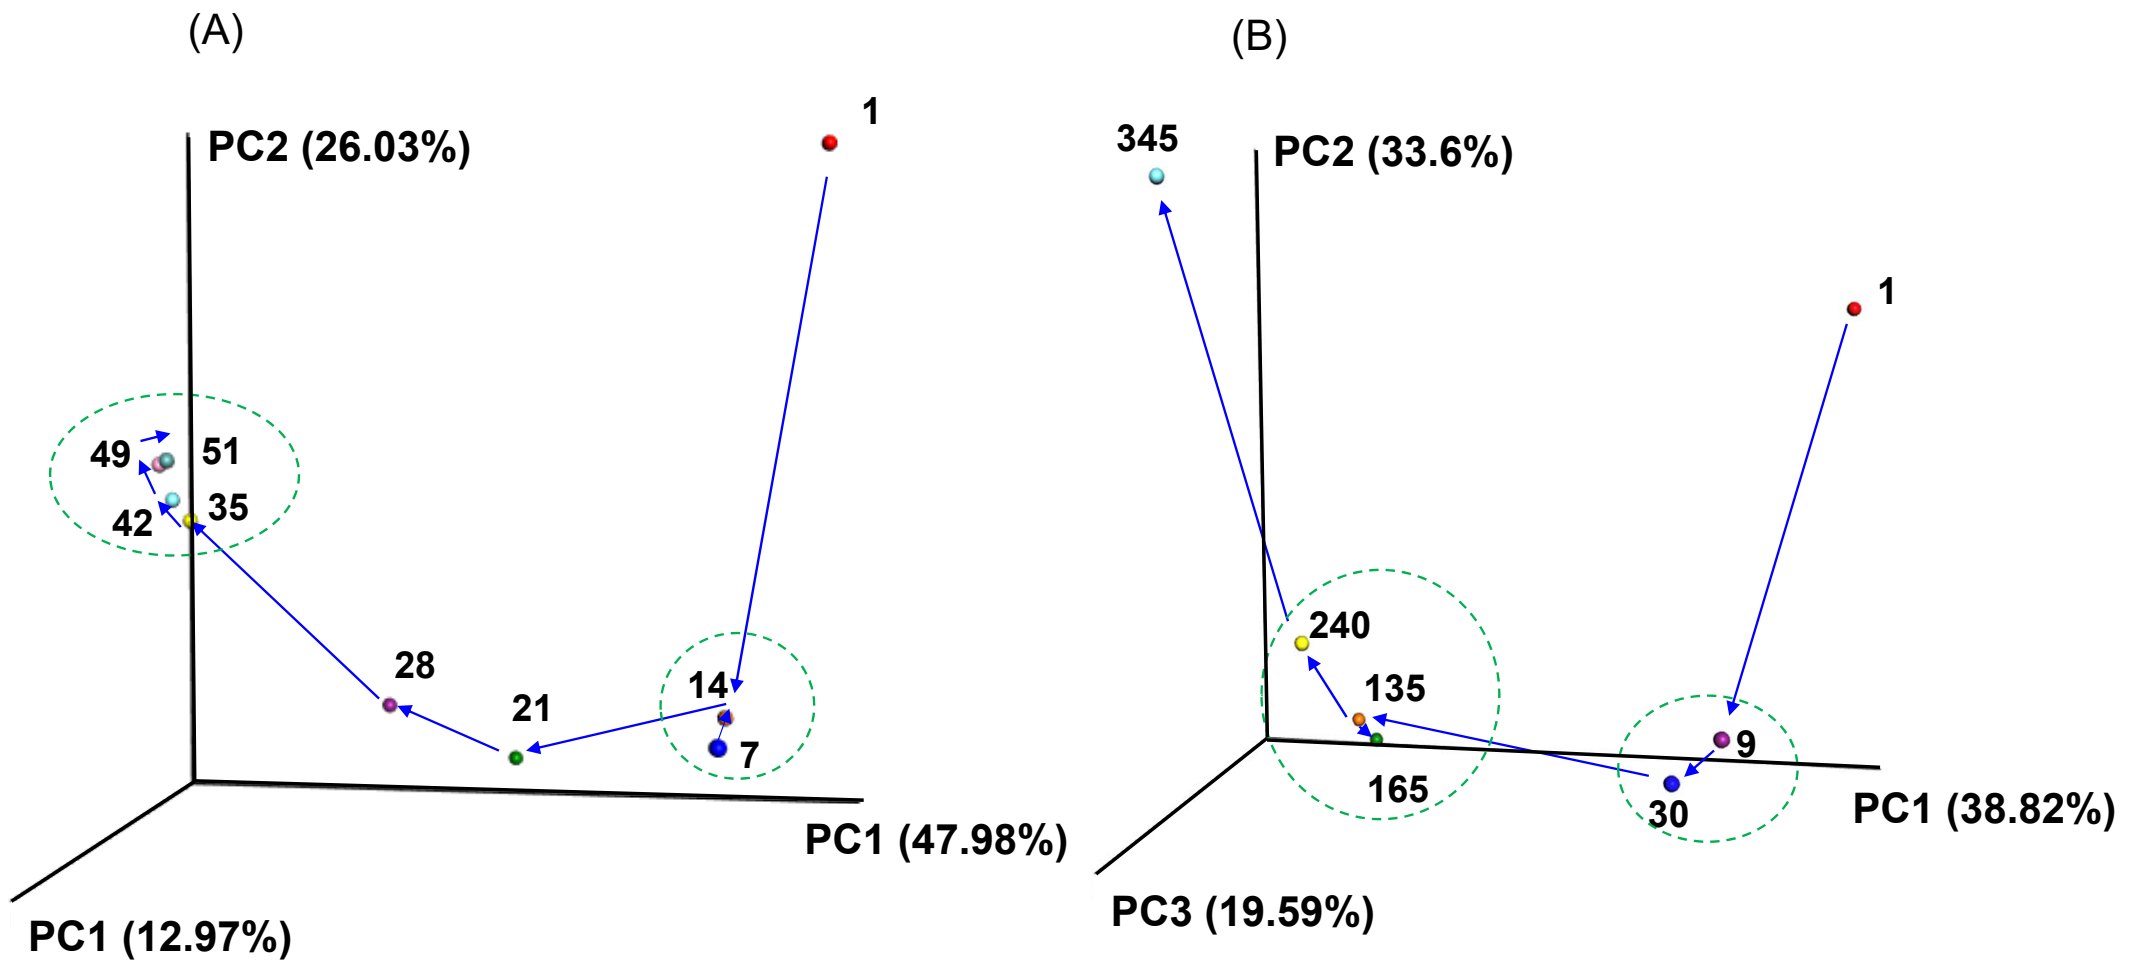 (A)
1
PC2 (26.03%)
49
51
42
35
28
21
14
7
PC1 (47.98%)
PC1 (12.97%)
(B)
345
PC2 (33.6%)
1
240
135
165
9
30
PC1 (38.82%)
PC3 (19.59%)